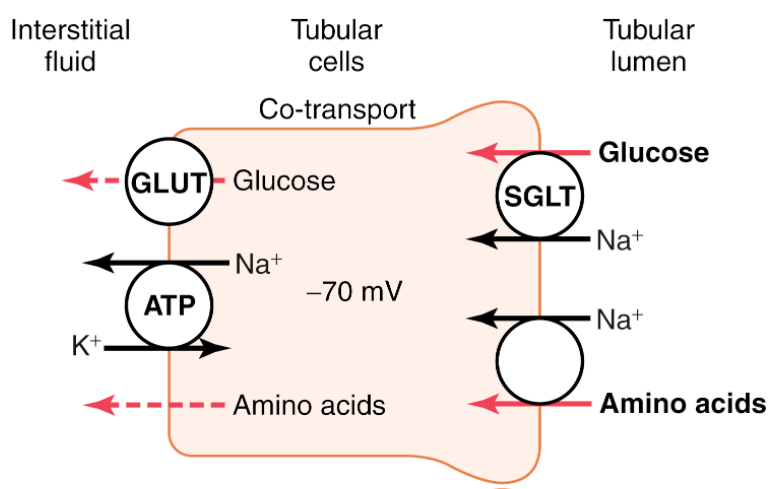 Interstitial
fluid
Tubular
cells
Tubular
lumen
Co-transport
GLUT
Glucose
SGLT
Glucose
Na⁺
Na⁺
ATP
K⁺
–70 mV
Na⁺
Amino acids
Amino acids